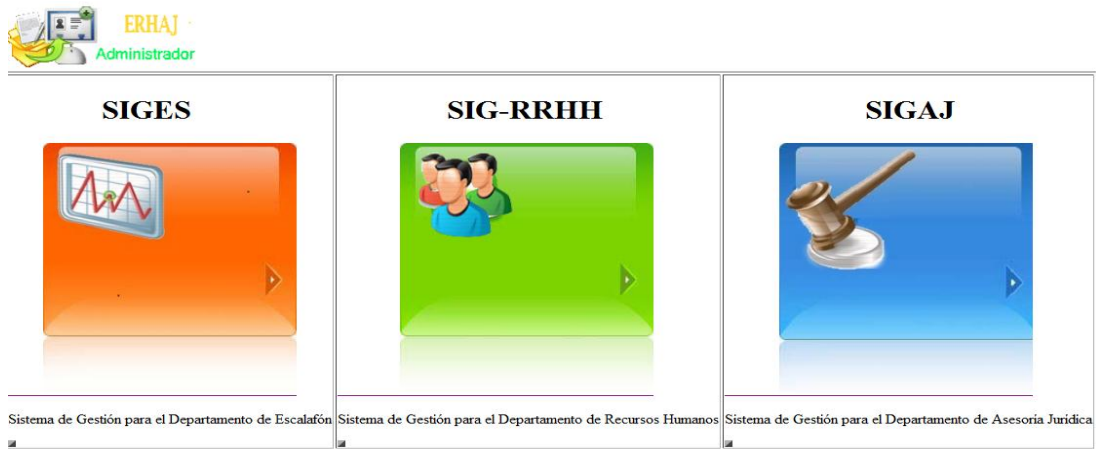 ERHAJ
Administrador
SIGES
SIG-RRHH
SIGAJ
Sistema de Gestión para el Departamento de Escalafón
Sistema de Gestión para el Departamento de Recursos Humanos
Sistema de Gestión para el Departamento de Asesoria Juridica